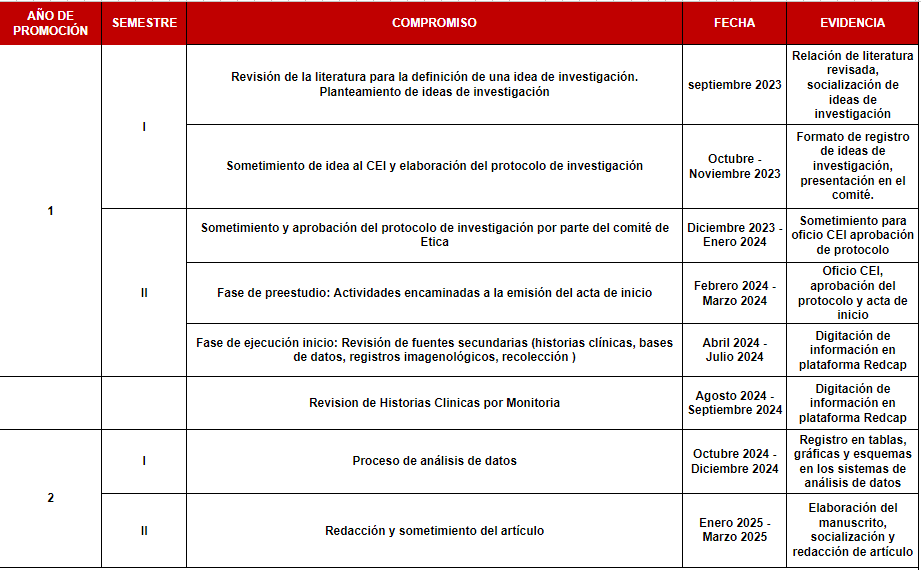 AÑO DE
PROMOCIÓN
SEMESTRE
COMPROMISO
FECHA
EVIDENCIA
1
I
Revisión de la literatura para la definición de una idea de investigación.
Planteamiento de ideas de investigación
septiembre 2023
Relación de literatura
revisada,
socialización de
ideas de
investigación
Sometimiento de idea al CEI y elaboración del protocolo de investigación
Octubre -
Noviembre 2023
Formato de registro
de ideas de
investigación,
presentación en el
comité.
II
Sometimiento y aprobación del protocolo de investigación por parte del comité de
Etica
Diciembre 2023 -
Enero 2024
Sometimiento para
oficio CEI aprobación
de protocolo
Fase de preestudio: Actividades encaminadas a la emisión del acta de inicio
Febrero 2024 -
Marzo 2024
Oficio CEI,
aprobación del
protocolo y acta de
inicio
Fase de ejecución inicio: Revisión de fuentes secundarias (historias clínicas, bases
de datos, registros imagenológicos, recolección )
Abril 2024 -
Julio 2024
Digitación de
información en
plataforma Redcap
Revision de Historias Clinicas por Monitoria
Agosto 2024 -
Septiembre 2024
Digitación de
información en
plataforma Redcap
2
I
Proceso de análisis de datos
Octubre 2024 -
Diciembre 2024
Registro en tablas,
gráficas y esquemas
en los sistemas de
análisis de datos
II
Redacción y sometimiento del artículo
Enero 2025 -
Marzo 2025
Elaboración del
manuscrito,
socialización y
redacción de artículo